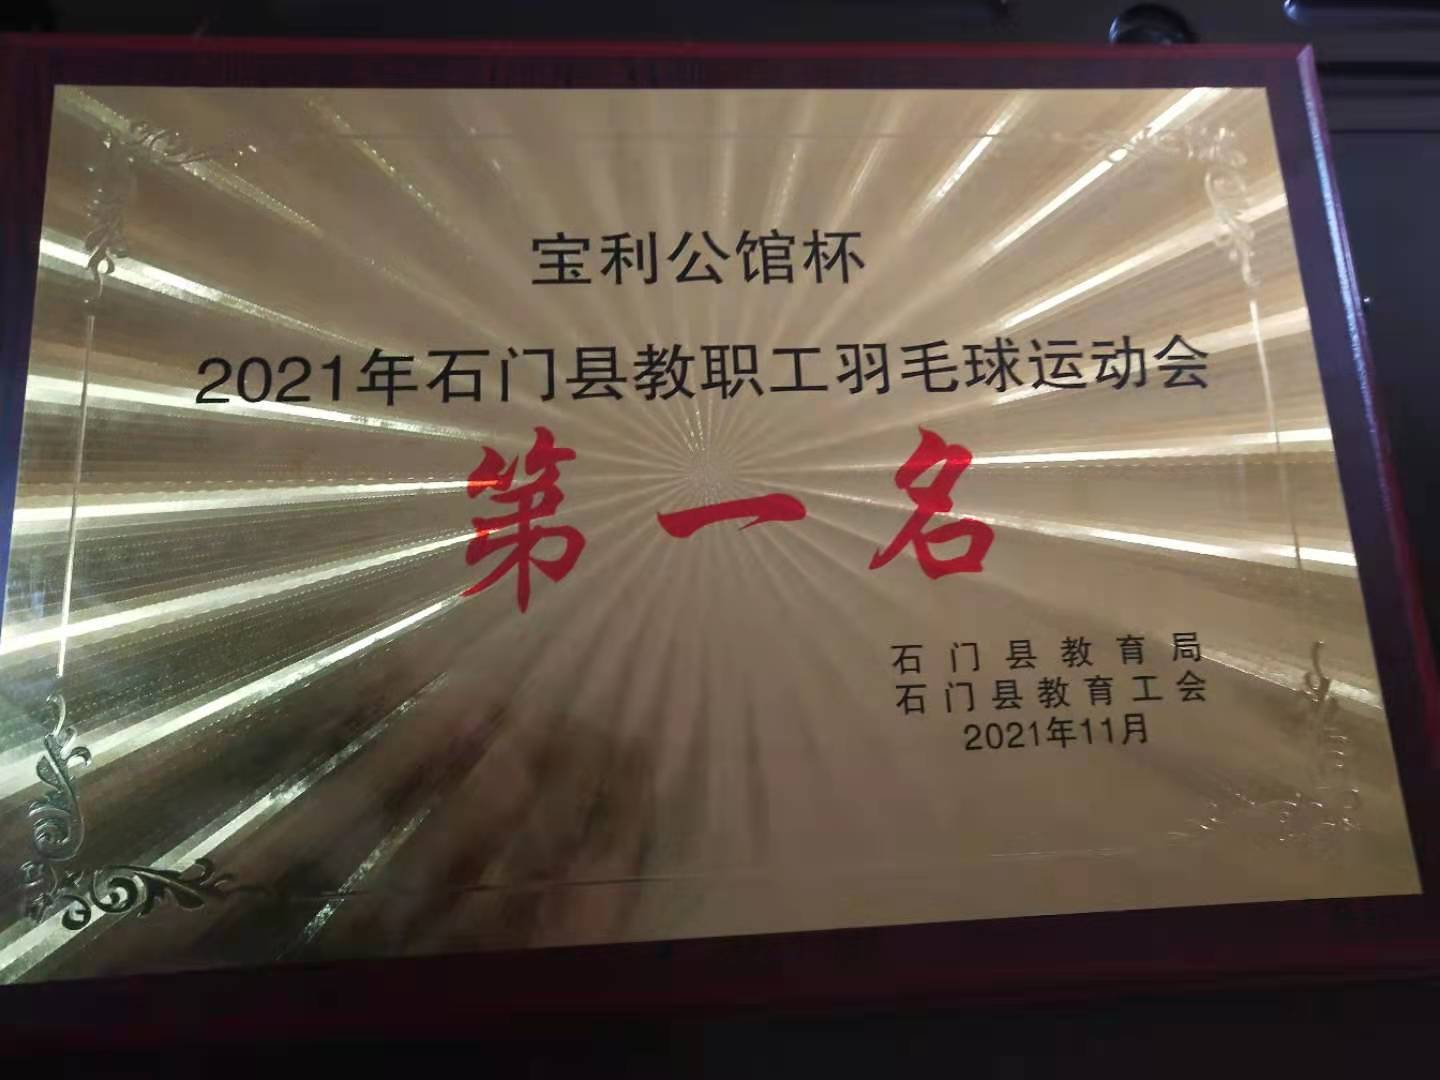 宝利公馆杯
2021年石门县教职工羽毛球运动会
第一名
石门县教育局
石门县教育工会
2021年11月